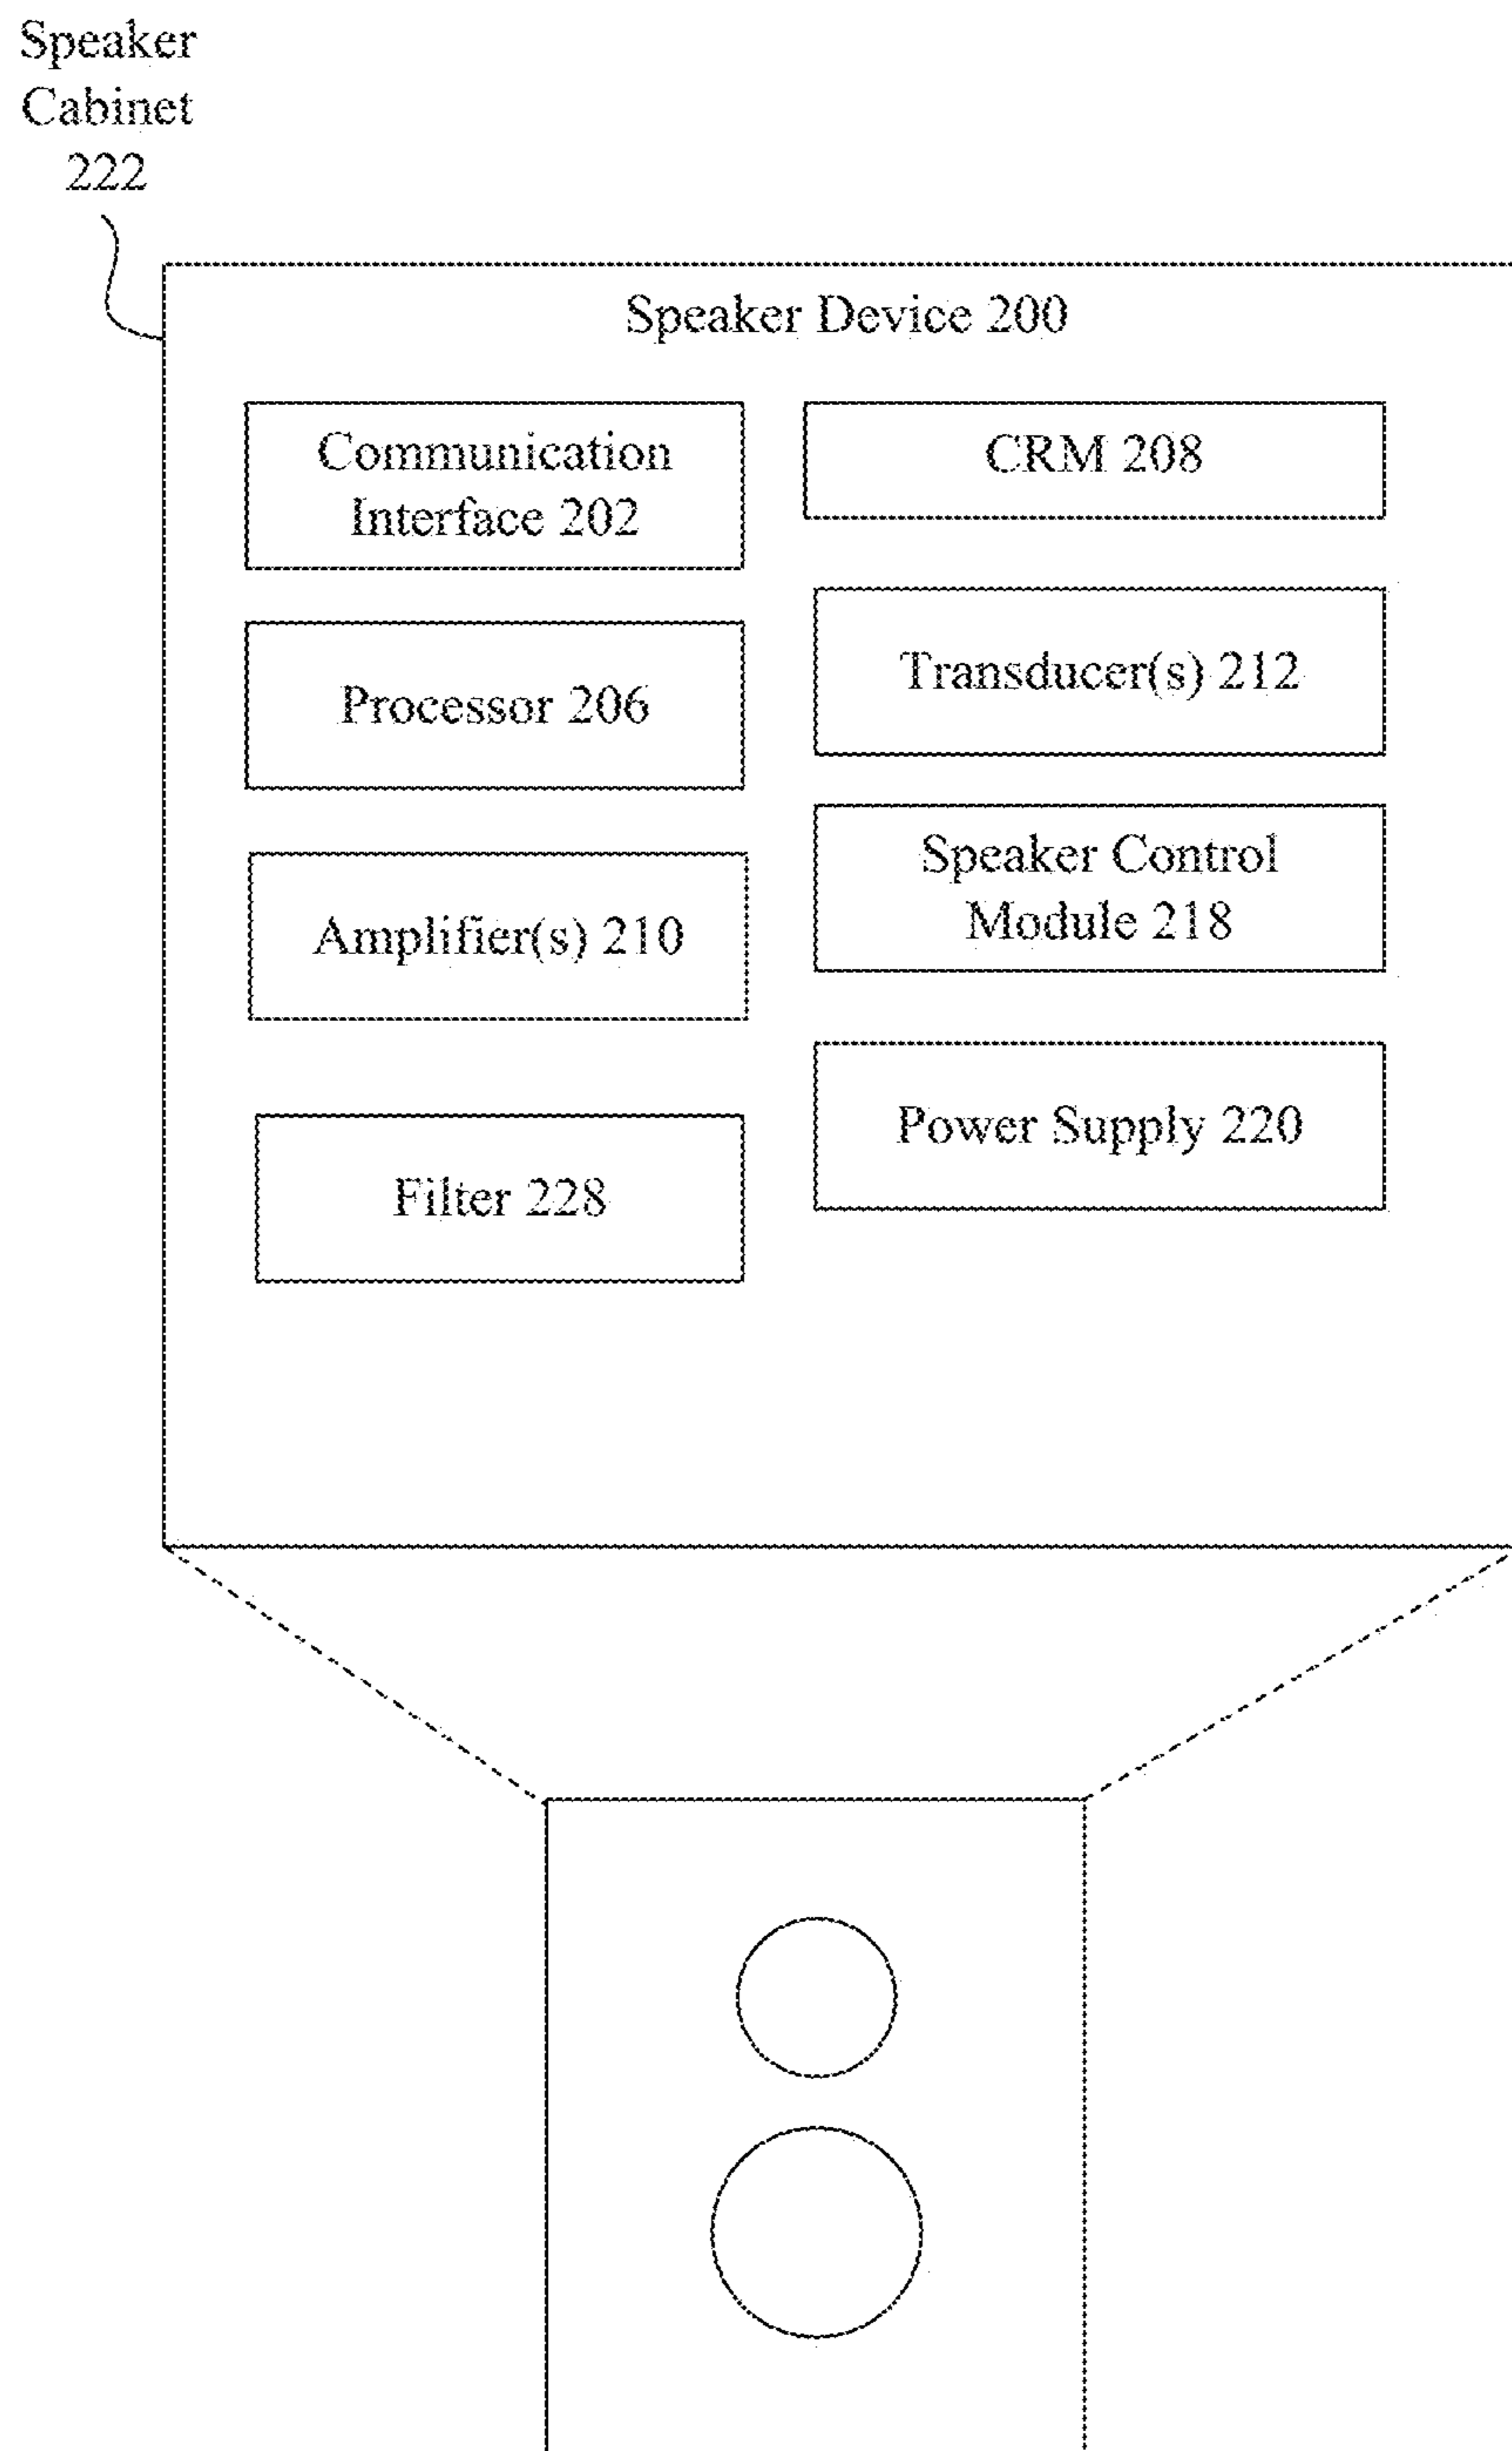 Speaker
Cabinet
222
Speaker Device 200
Communication
Interface 202
CRM 208
Processor 206
Transducer(s) 212
Amplifier(s) 210
Speaker Control
Module 218
Filter 228
Power Supply 220